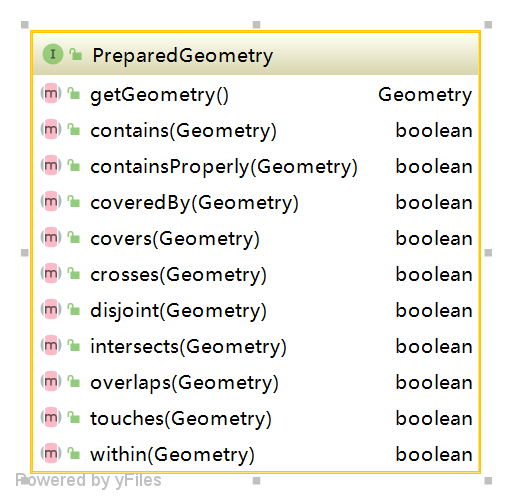 I PreparedGeometry
m getGeometry() Geometry
m contains(Geometry) boolean
m containsProperly(Geometry) boolean
m coveredBy(Geometry) boolean
m covers(Geometry) boolean
m crosses(Geometry) boolean
m disjoint(Geometry) boolean
m intersects(Geometry) boolean
m overlaps(Geometry) boolean
m touches(Geometry) boolean
m within(Geometry) boolean
Powered by yFiles